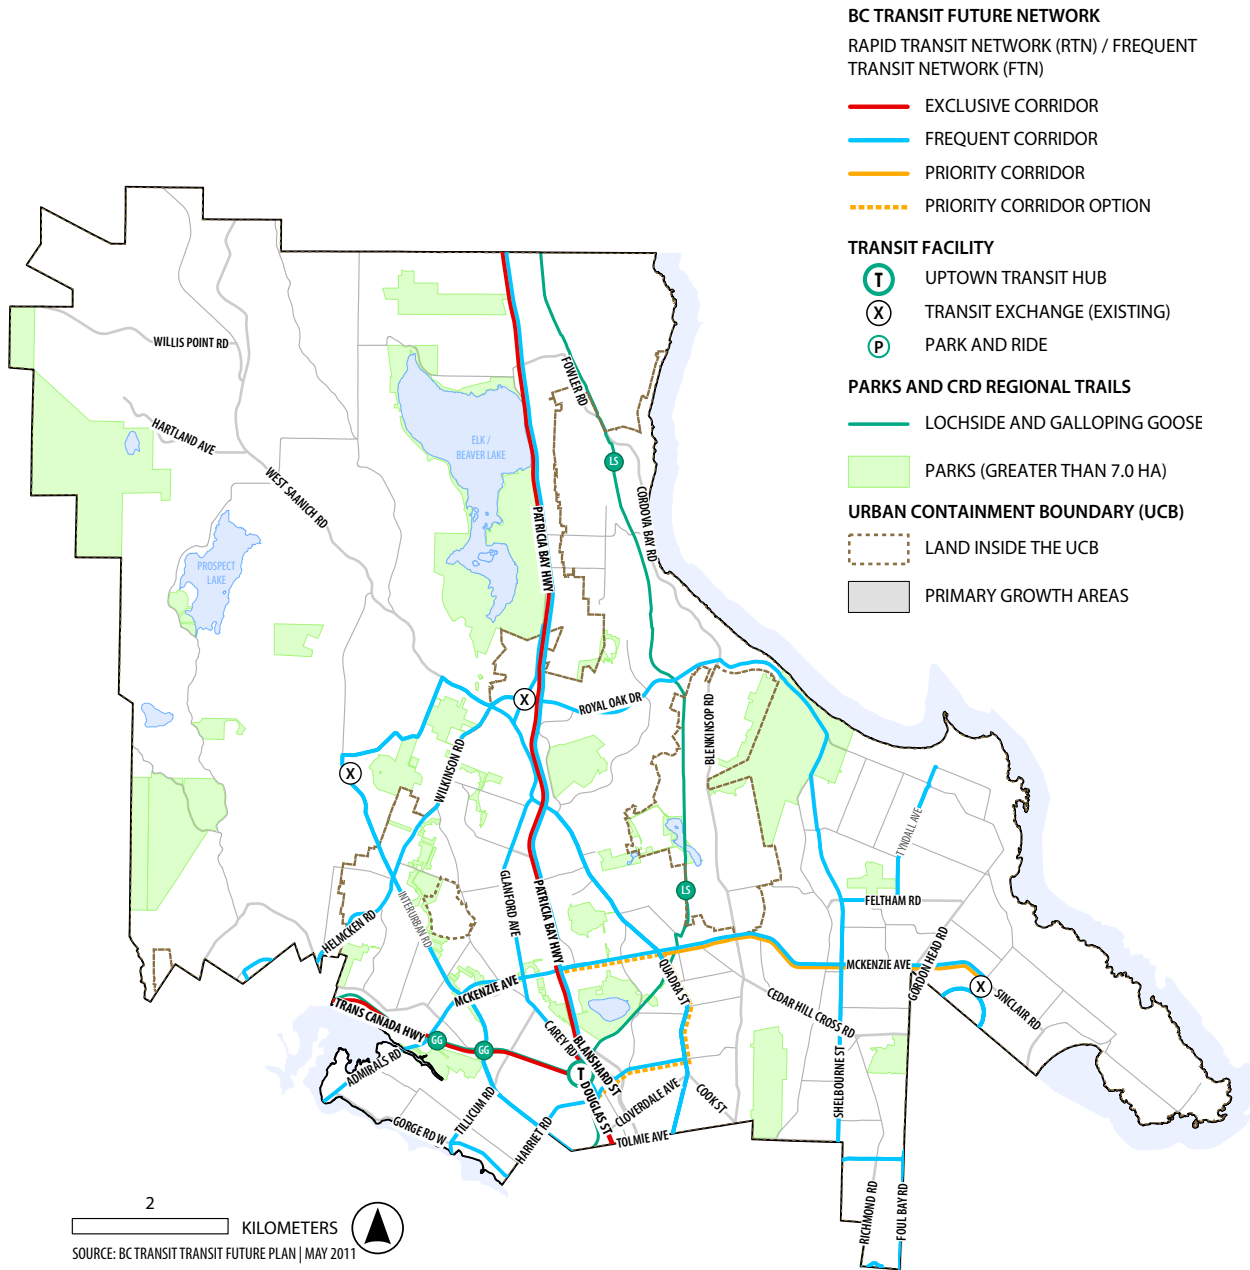 BC TRANSIT FUTURE NETWORK
RAPID TRANSIT NETWORK (RTN) / FREQUENT
TRANSIT NETWORK (FTN)
EXCLUSIVE CORRIDOR
FREQUENT CORRIDOR
PRIORITY CORRIDOR
PRIORITY CORRIDOR OPTION
TRANSIT FACILITY
T UPTOWN TRANSIT HUB
X TRANSIT EXCHANGE (EXISTING)
P PARK AND RIDE
PARKS AND CRD REGIONAL TRAILS
LOCHSIDE AND GALLOPING GOOSE
PARKS (GREATER THAN 7.0 HA)
URBAN CONTAINMENT BOUNDARY (UCB)
LAND INSIDE THE UCB
PRIMARY GROWTH AREAS
WILLIS POINT RD
FOWLER RD
HARTLAND AVE
ELK /
BEAVER LAKE
LS
WEST SAANICH RD
CORDOVA BAY RD
PATRICIA BAY HWY
PROSPECT
LAKE
X
ROYAL OAK DR
BLENKINSOP RD
WILKINSON RD
X
TYNDALL AVE
GLANFORD AVE
LS
FELTHAM RD
HELMCKEN RD
INTERURBAN RD
PATRICIA BAY HWY
QUADRA ST
MCKENZIE AVE
GORDON HEAD RD
MCKENZIE AVE
X
SINCLAIR RD
CEDAR HILL CROSS RD
TRANS CANADA HWY
GG
GG
CAREY RD
BLANSHARD ST
T
ADMIRALS RD
DOUGLAS ST
CLOVERDALE AVE
COOK ST
SHELBOURNE ST
TILLICUM RD
GORGE RD W
HARRIET RD
TOLMIE AVE
RICHMOND RD
FOUL BAY RD
2
KILOMETERS
SOURCE: BC TRANSIT TRANSIT FUTURE PLAN | MAY 2011